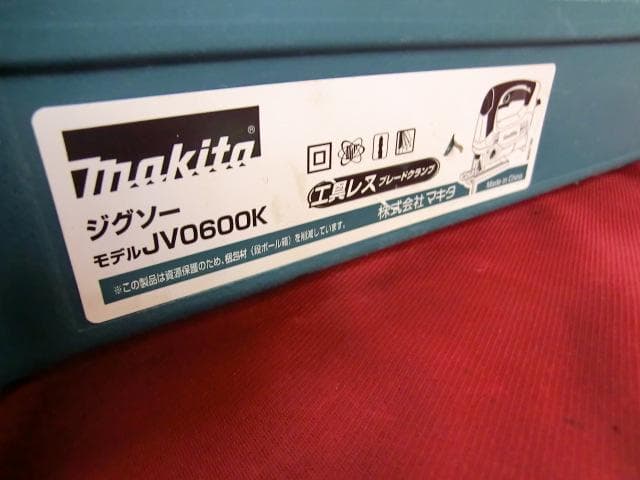 makita®
ジグソー
モデルJV0600K
工具レス ブレードクランプ
株式会社 マキタ
Made in China
※この製品は資源保護のため、梱包材（段ボール箱）を削減しています。